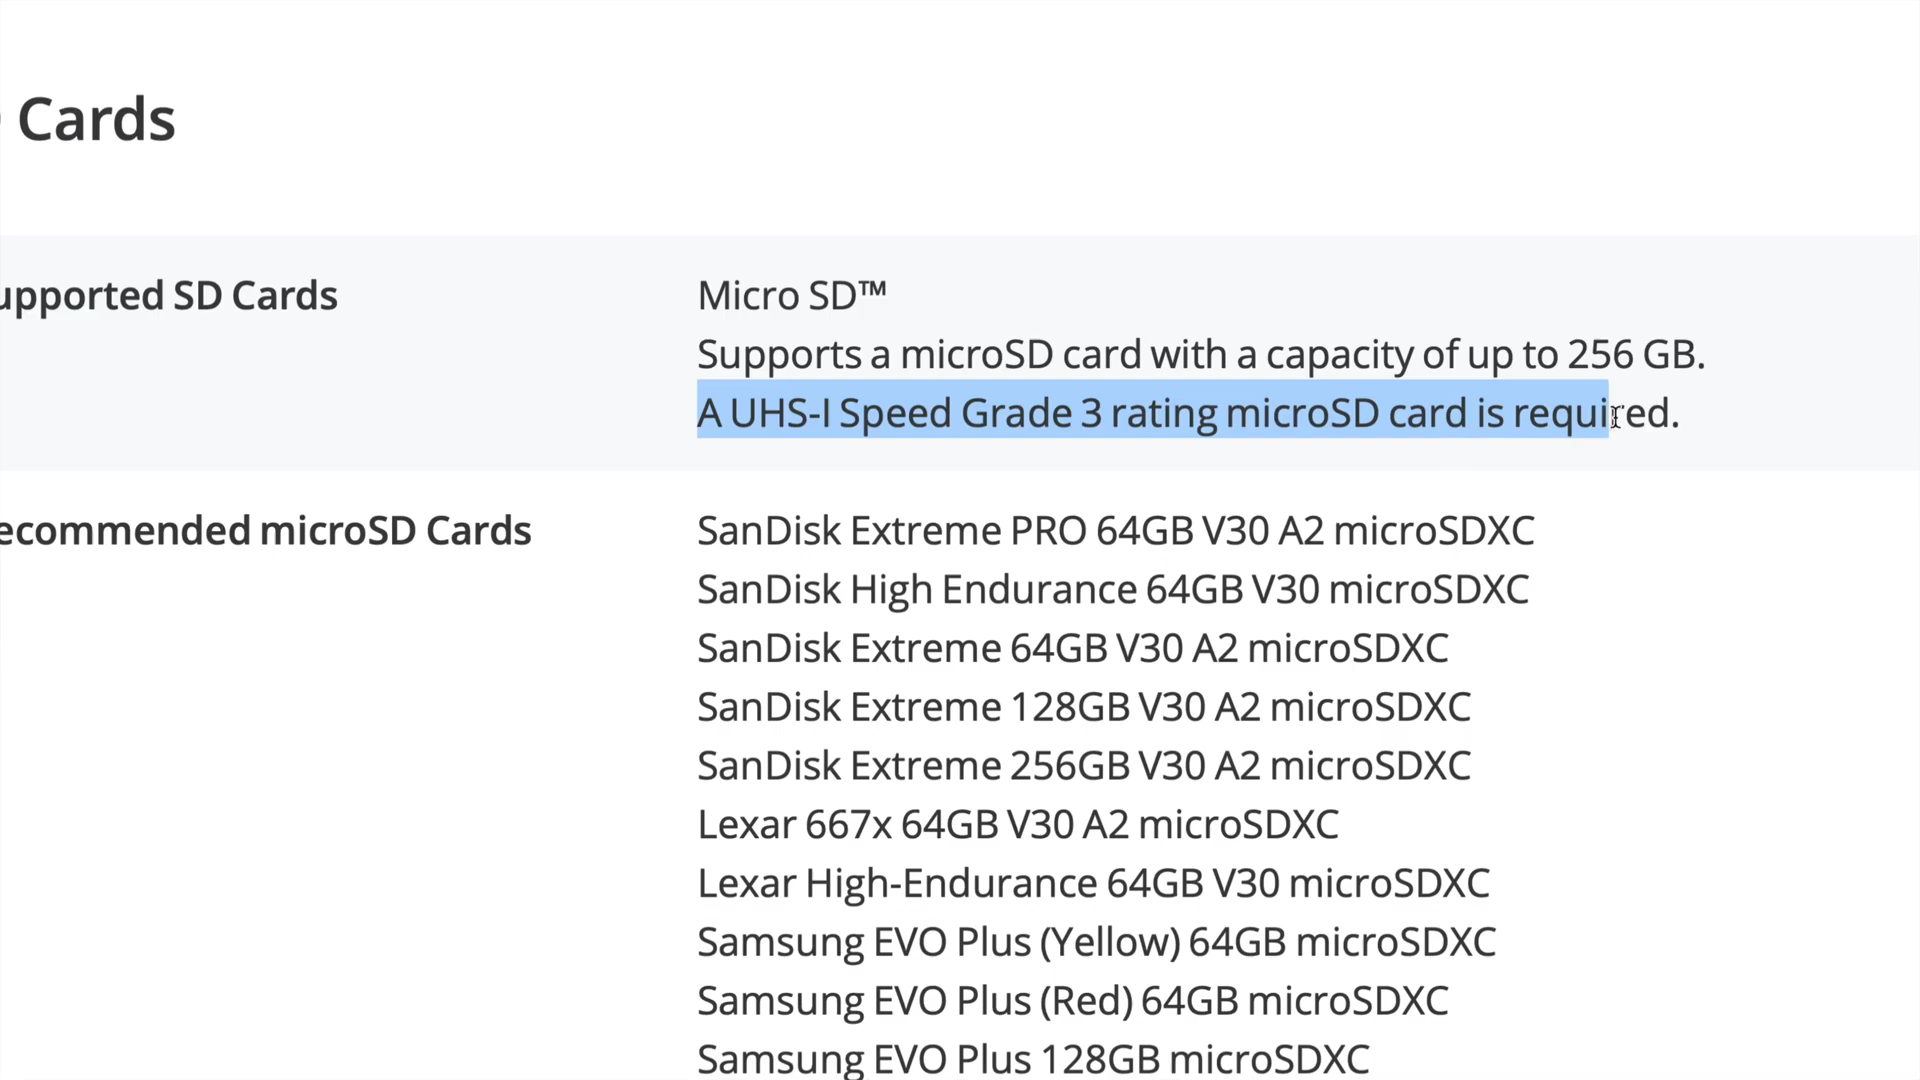 Cards
upported SD Cards
Micro SD™
Supports a microSD card with a capacity of up to 256 GB.
A UHS-I Speed Grade 3 rating microSD card is required.
ecommended microSD Cards
SanDisk Extreme PRO 64GB V30 A2 microSDXC
SanDisk High Endurance 64GB V30 microSDXC
SanDisk Extreme 64GB V30 A2 microSDXC
SanDisk Extreme 128GB V30 A2 microSDXC
SanDisk Extreme 256GB V30 A2 microSDXC
Lexar 667x 64GB V30 A2 microSDXC
Lexar High-Endurance 64GB V30 microSDXC
Samsung EVO Plus (Yellow) 64GB microSDXC
Samsung EVO Plus (Red) 64GB microSDXC
Samsung EVO Plus 128GB microSDXC